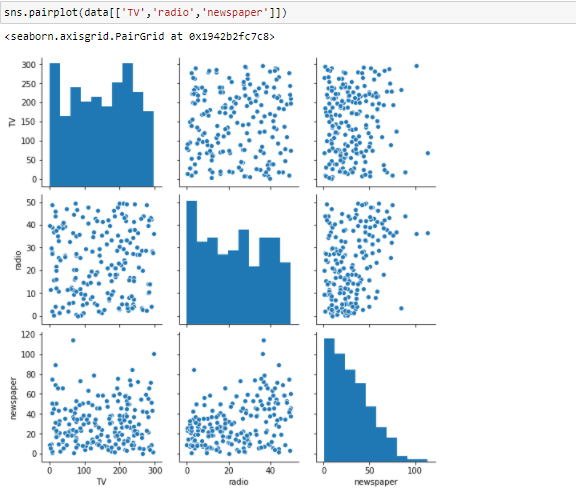 sns.pairplot(data[['TV','radio','newspaper']])
<seaborn.axisgrid.PairGrid at 0x1942b2fc7c8>
300
250
200
150
100
50
0
TV
50
40
30
20
10
0
radio
120
100
80
60
40
20
0
newspaper
0 100 200 300
TV
0 20 40
radio
0 50 100
newspaper